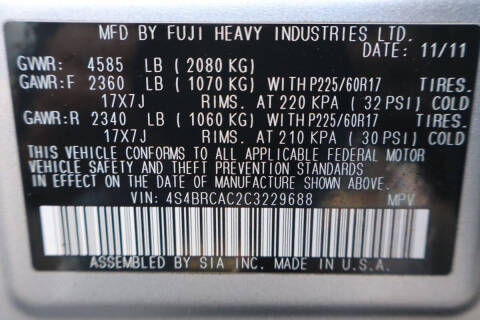 MFD BY FUJI HEAVY INDUSTRIES LTD.
DATE: 11/11
GVWR: 4585 LB ( 2080 KG)
GAWR:F 2360 LB ( 1070 KG) WITH P225/60R17 TIRES.
17X7J RIMS. AT 220 KPA ( 32 PSI) COLD
GAWR:R 2340 LB ( 1060 KG) WITH P225/60R17 TIRES.
17X7J RIMS. AT 210 KPA ( 30 PSI) COLD
THIS VEHICLE CONFORMS TO ALL APPLICABLE FEDERAL MOTOR
VEHICLE SAFETY AND THEFT PREVENTION STANDARDS
IN EFFECT ON THE DATE OF MANUFACTURE SHOWN ABOVE.
VIN: 4S4BRCAC2C3229688 MPV
ASSEMBLED BY SIA INC. MADE IN U.S.A.